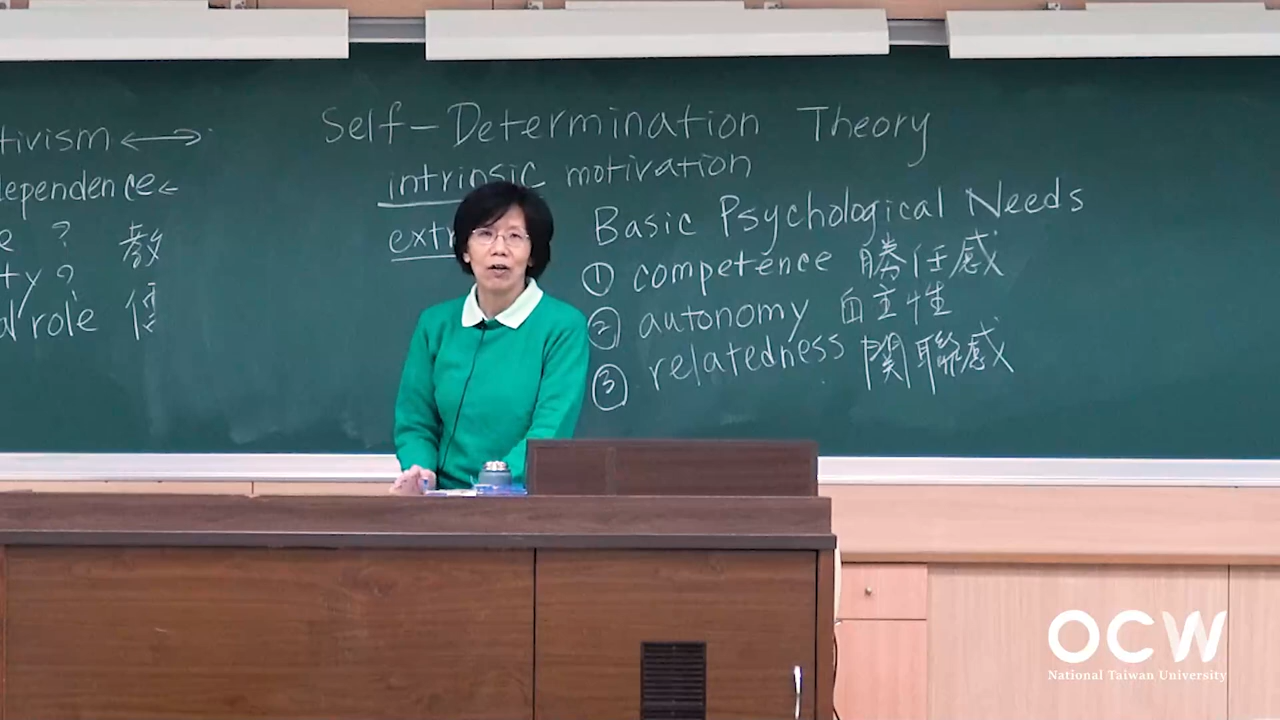 tivism ⟷
dependence ←
e ? 教
ty ?
d role
Self-Determination Theory
intrinsic motivation
extr
Basic Psychological Needs
① competence 勝任感
② autonomy 自主性
③ relatedness 關聯感
OCW
National Taiwan University